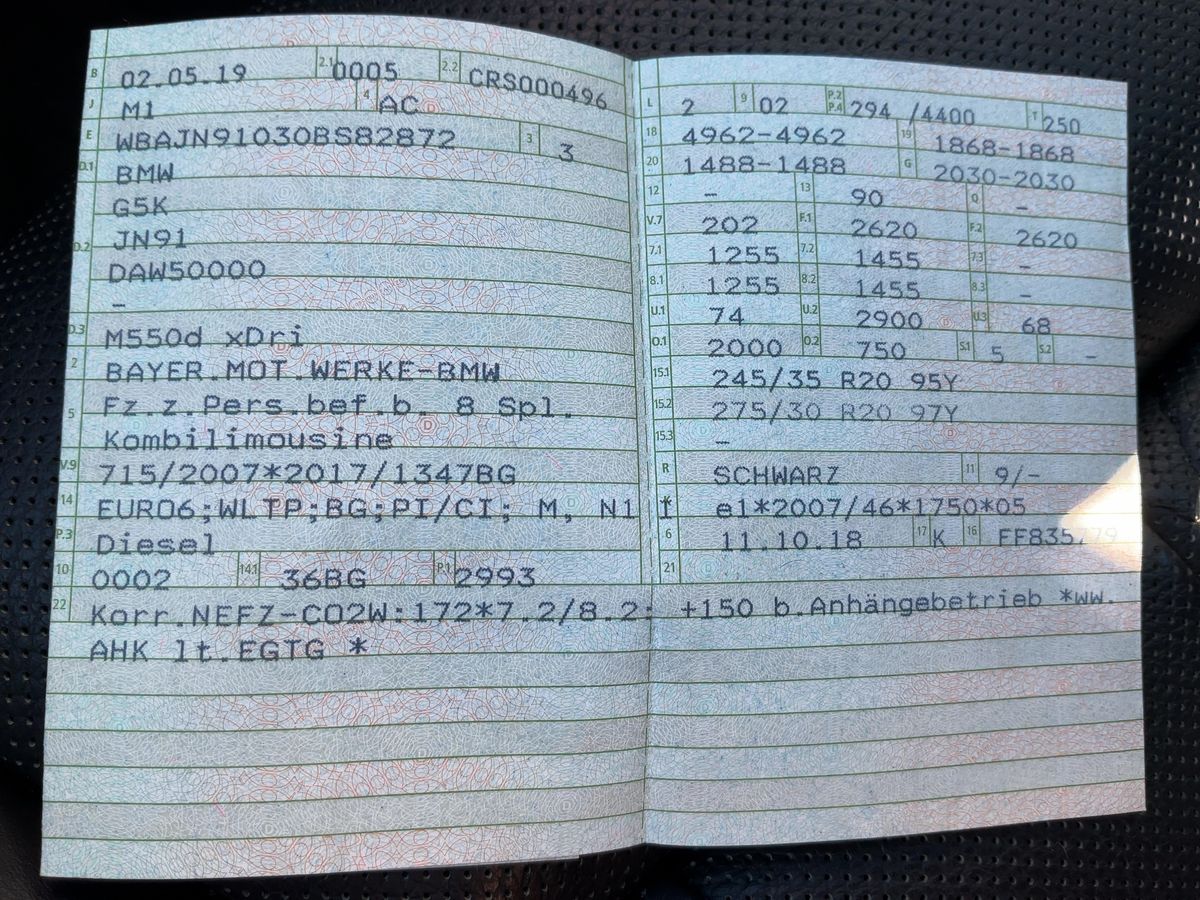 B 02.05.19 2.1 0005 2.2 CRS000496
J M1 4 AC
E WBAJN91030BS82872 3 3
D.1 BMW
G5K
D.2 JN91
DAW50000
–
D.3 M550d xDri
2 BAYER.MOT.WERKE-BMW
5 Fz.z.Pers.bef.b. 8 Spl.
Kombilimousine
V.9 715/2007*2017/1347BG
14 EURO6;WLTP;BG;PI/CI; M, N1 I
P.3 Diesel
10 0002 14.1 36BG P.1 2993
L 2 9 02 P.2 P.4 294 /4400 T 250
18 4962-4962 19 1868-1868
20 1488-1488 G 2030-2030
12 – 13 90 Q –
V.7 202 F.1 2620 F.2 2620
7.1 1255 7.2 1455 7.3 –
8.1 1255 8.2 1455 8.3 –
U.1 74 U.2 2900 U.3 68
O.1 2000 O.2 750 S.1 5 S.2 –
15.1 245/35 R20 95Y
15.2 275/30 R20 97Y
15.3 –
R SCHWARZ 11 9/-
K e1*2007/46*1750*05
6 11.10.18 17 K 16 FF835
21
22 Korr.NEFZ-CO2W:172*7.2/8.2: +150 b.Anhängebetrieb *ww.
AHK lt.EGTG *